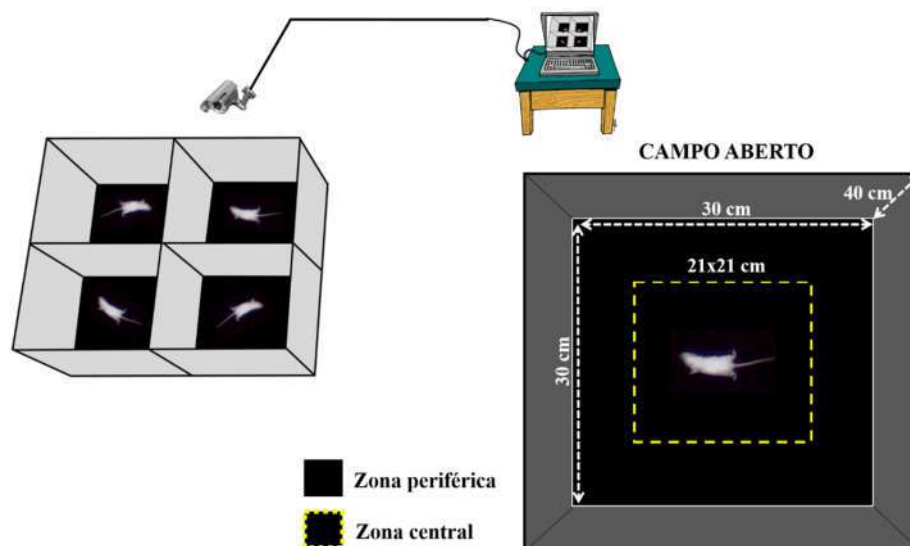 CAMPO ABERTO
40 cm
30 cm
21x21 cm
30 cm
Zona periférica
Zona central